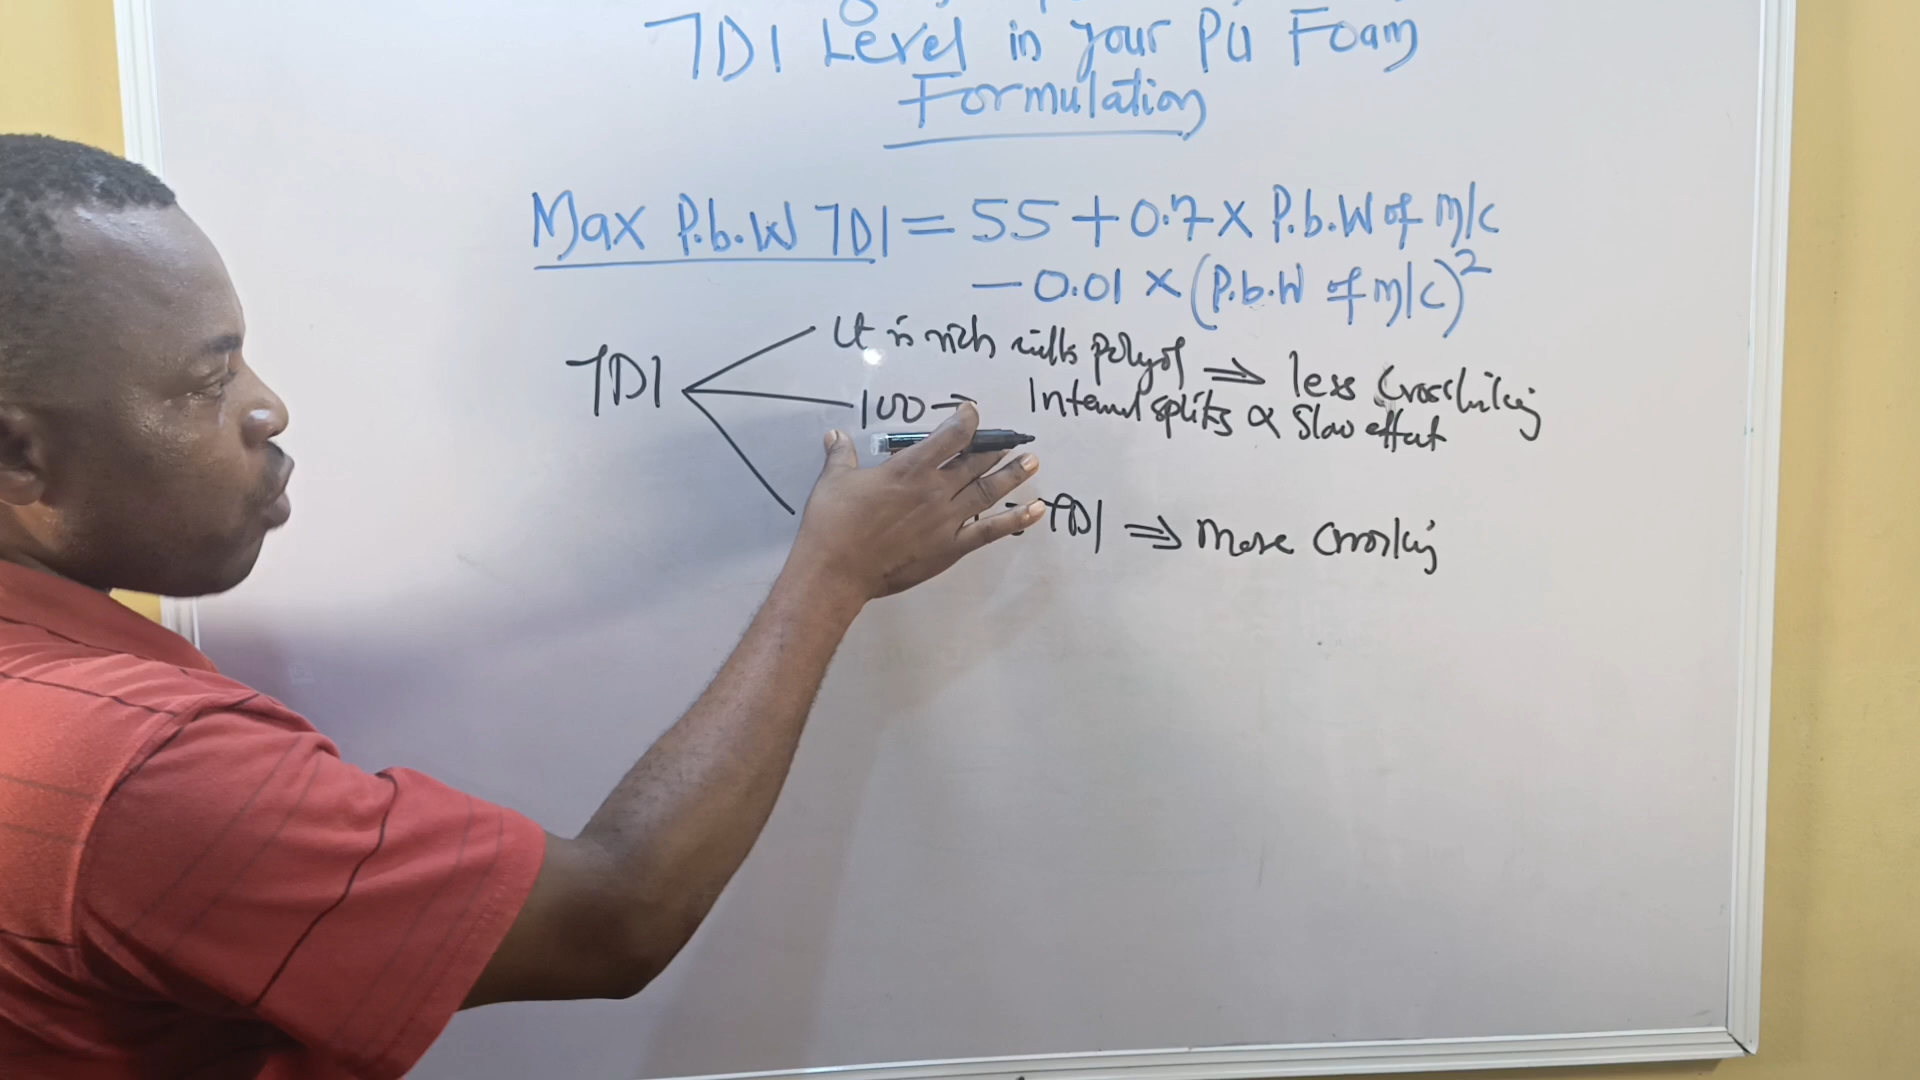 TDI Level in your PU Foam
Formulation
Max P.b.W TDI = 55 + 0.7 x P.b.W of m/c
- 0.01 x (P.b.W of m/c)²
It is rich with polyol ⇒ less Crosslinking
TDI
100 → Internal splits & Slow effect
TDI ⇒ More